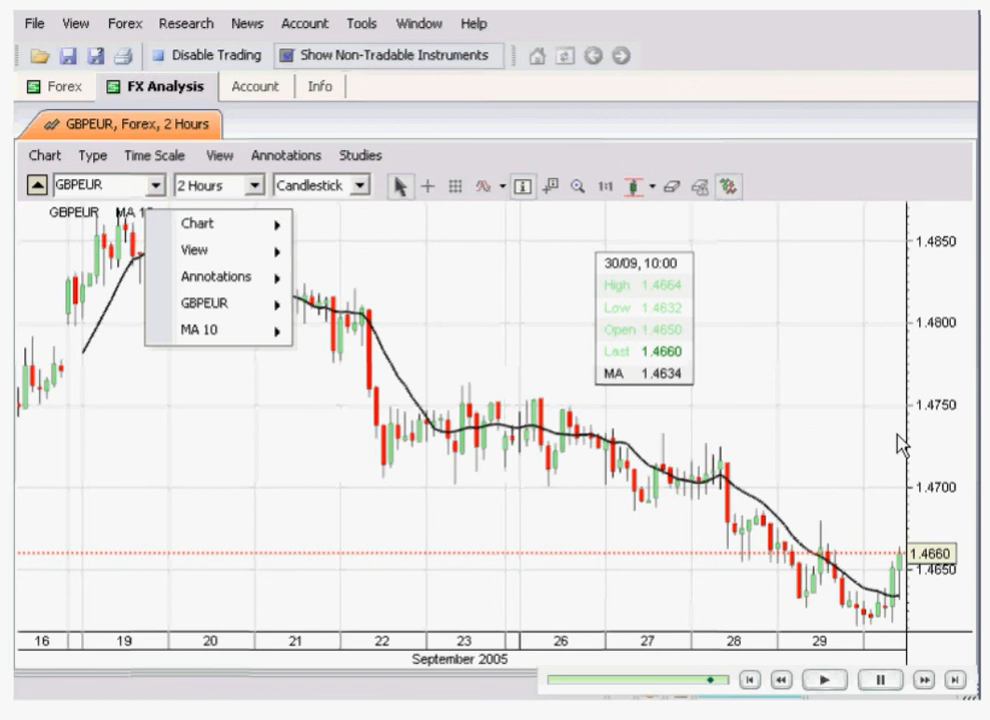 File View Forex Research News Account Tools Window Help
Disable Trading Show Non-Tradable Instruments
Forex FX Analysis Account Info
GBPEUR, Forex, 2 Hours
Chart Type Time Scale View Annotations Studies
GBPEUR 2 Hours Candlestick 1:1
GBPEUR MA 1
Chart
View
Annotations
GBPEUR
MA 10
30/09, 10:00
High 1.4664
Low 1.4632
Open 1.4650
Last 1.4660
MA 1.4634
1.4850
1.4800
1.4750
1.4700
1.4660
1.4650
16 19 20 21 22 23 26 27 28 29
September 2005